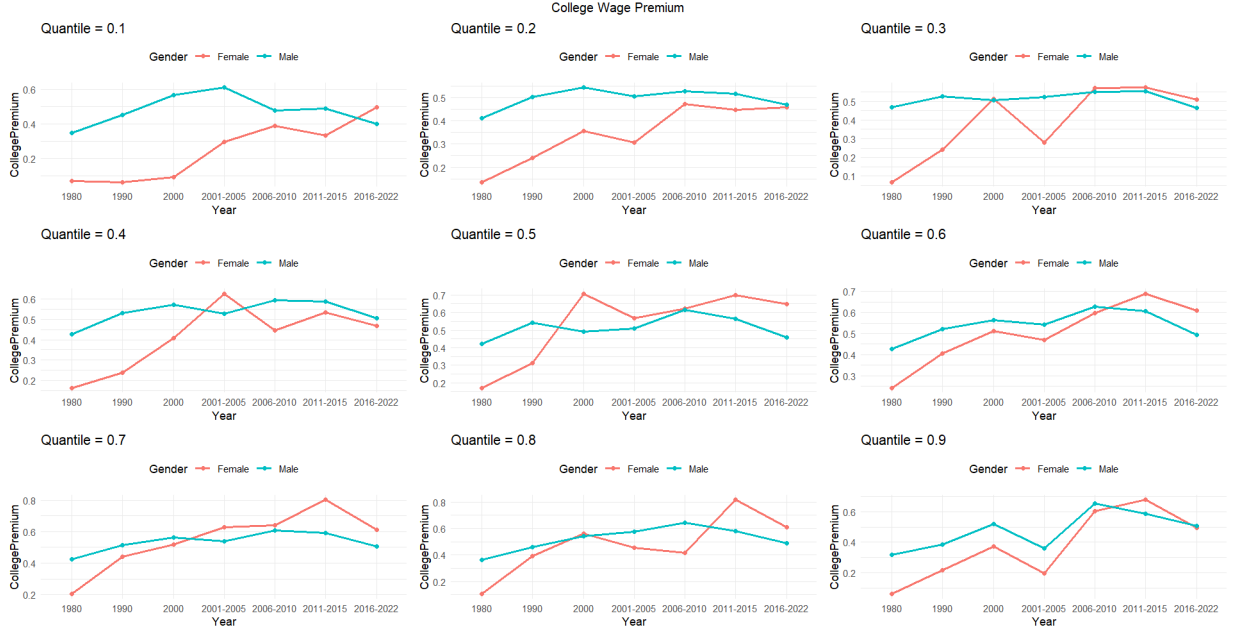 College Wage Premium
Quantile = 0.1
Gender Female Male
CollegePremium
0.6
0.4
0.2
1980 1990 2000 2001-2005 2006-2010 2011-2015 2016-2022
Year
Quantile = 0.2
Gender Female Male
CollegePremium
0.5
0.4
0.3
0.2
1980 1990 2000 2001-2005 2006-2010 2011-2015 2016-2022
Year
Quantile = 0.3
Gender Female Male
CollegePremium
0.5
0.4
0.3
0.2
0.1
1980 1990 2000 2001-2005 2006-2010 2011-2015 2016-2022
Year
Quantile = 0.4
Gender Female Male
CollegePremium
0.6
0.5
0.4
0.3
0.2
1980 1990 2000 2001-2005 2006-2010 2011-2015 2016-2022
Year
Quantile = 0.5
Gender Female Male
CollegePremium
0.7
0.6
0.5
0.4
0.3
0.2
1980 1990 2000 2001-2005 2006-2010 2011-2015 2016-2022
Year
Quantile = 0.6
Gender Female Male
CollegePremium
0.7
0.6
0.5
0.4
0.3
1980 1990 2000 2001-2005 2006-2010 2011-2015 2016-2022
Year
Quantile = 0.7
Gender Female Male
CollegePremium
0.8
0.6
0.4
0.2
1980 1990 2000 2001-2005 2006-2010 2011-2015 2016-2022
Year
Quantile = 0.8
Gender Female Male
CollegePremium
0.8
0.6
0.4
0.2
1980 1990 2000 2001-2005 2006-2010 2011-2015 2016-2022
Year
Quantile = 0.9
Gender Female Male
CollegePremium
0.6
0.4
0.2
1980 1990 2000 2001-2005 2006-2010 2011-2015 2016-2022
Year